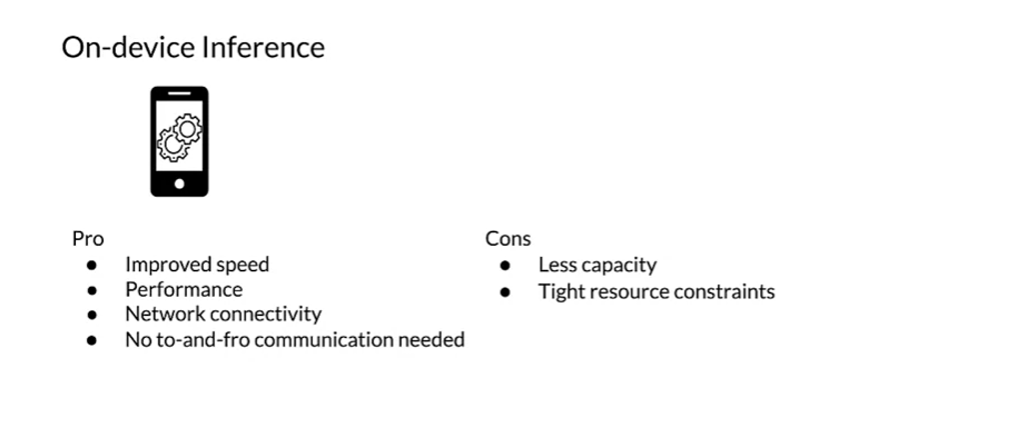 On-device Inference
Pro
● Improved speed
● Performance
● Network connectivity
● No to-and-fro communication needed
Cons
● Less capacity
● Tight resource constraints